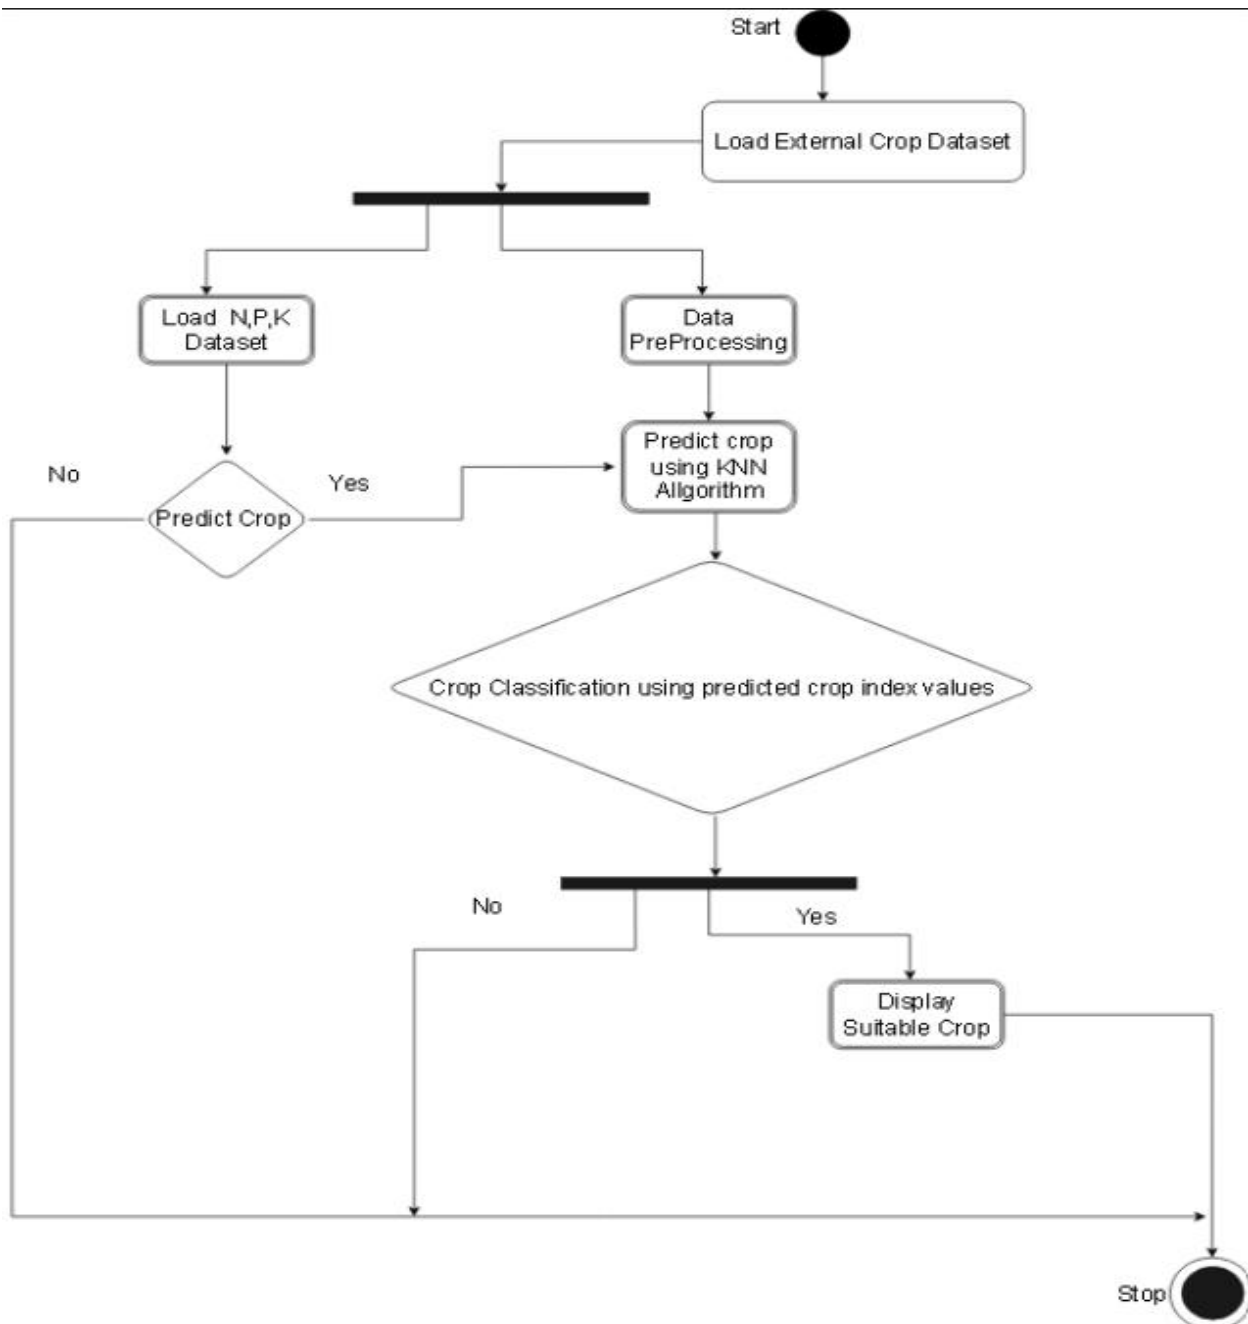 Start
Load External Crop Dataset
Load N,P,K
Dataset
Data
PreProcessing
Predict crop
using KNN
Allgorithm
No
Yes
Predict Crop
Crop Classification using predicted crop index values
No
Yes
Display
Suitable Crop
Stop